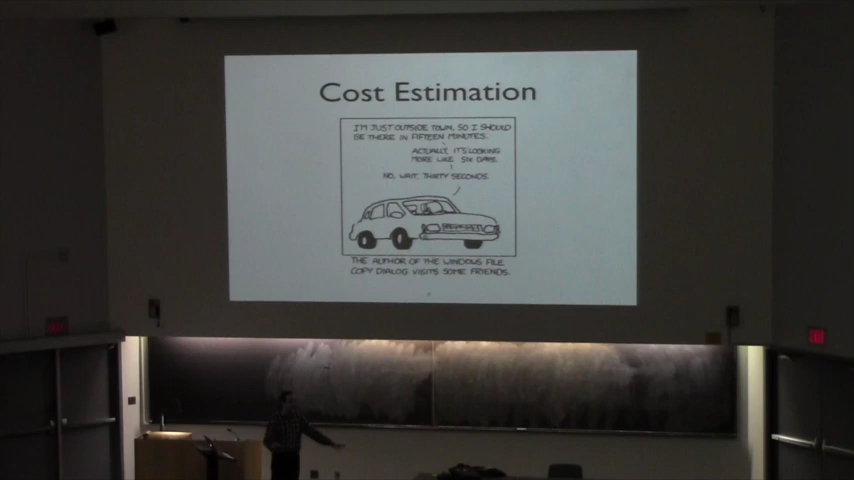 Cost Estimation
I'M JUST OUTSIDE TOWN, SO I SHOULD
BE THERE IN FIFTEEN MINUTES.
ACTUALLY, IT'S LOOKING
MORE LIKE SIX DAYS.
NO, WAIT, THIRTY SECONDS.
THE AUTHOR OF THE WINDOWS FILE
COPY DIALOG VISITS SOME FRIENDS.